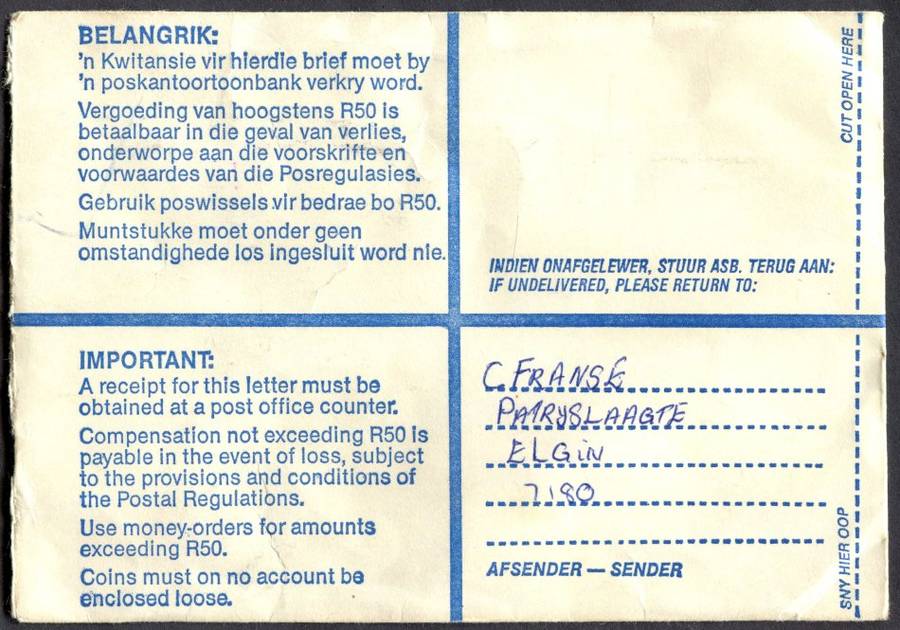 BELANGRIK:
'n Kwitansie vir hierdie brief moet by
'n poskantoortoonbank verkry word.
Vergoeding van hoogstens R50 is
betaalbaar in die geval van verlies,
onderworpe aan die voorskrifte en
voorwaardes van die Posregulasies.
Gebruik poswissels vir bedrae bo R50.
Muntstukke moet onder geen
omstandighede los ingesluit word nie.
IMPORTANT:
A receipt for this letter must be
obtained at a post office counter.
Compensation not exceeding R50 is
payable in the event of loss, subject
to the provisions and conditions of
the Postal Regulations.
Use money-orders for amounts
exceeding R50.
Coins must on no account be
enclosed loose.
INDIEN ONAFGELEWER, STUUR ASB. TERUG AAN:
IF UNDELIVERED, PLEASE RETURN TO:
C. FRANSÉ
PATRYSLAAGTE
ELGIN
7180
AFSENDER — SENDER
CUT OPEN HERE
SNY HIER OOP